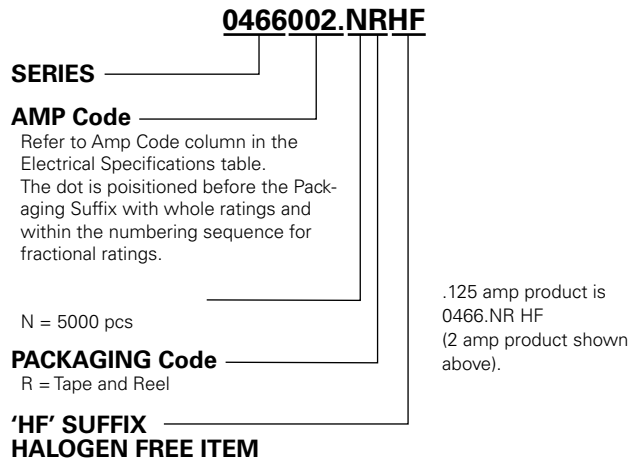 0466002.NRHF
SERIES
AMP Code
Refer to Amp Code column in the
Electrical Specifications table.
The dot is poisitioned before the Pack-
aging Suffix with whole ratings and
within the numbering sequence for
fractional ratings.
N = 5000 pcs
PACKAGING Code
R = Tape and Reel
'HF' SUFFIX
HALOGEN FREE ITEM
.125 amp product is
0466.NR HF
(2 amp product shown
above).